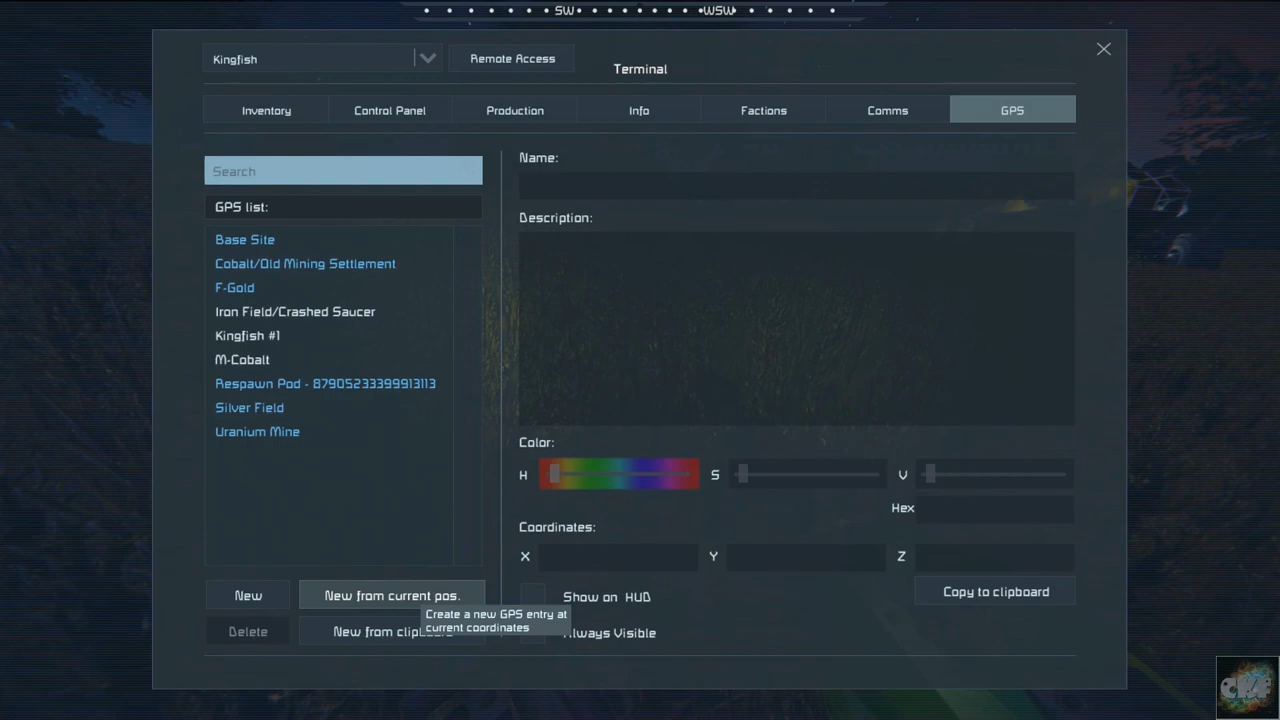 SW WSW
Kingfish
Remote Access
Terminal
Inventory
Control Panel
Production
Info
Factions
Comms
GPS
Search
GPS list:
Base Site
Cobalt/Old Mining Settlement
F-Gold
Iron Field/Crashed Saucer
Kingfish #1
M-Cobalt
Respawn Pod - 87905233399913113
Silver Field
Uranium Mine
New
New from current pos.
Delete
New from clipboard
Create a new GPS entry at
current coordinates
Name:
Description:
Color:
H
S
V
Hex
Coordinates:
X
Y
Z
Show on HUD
Always Visible
Copy to clipboard
CKF